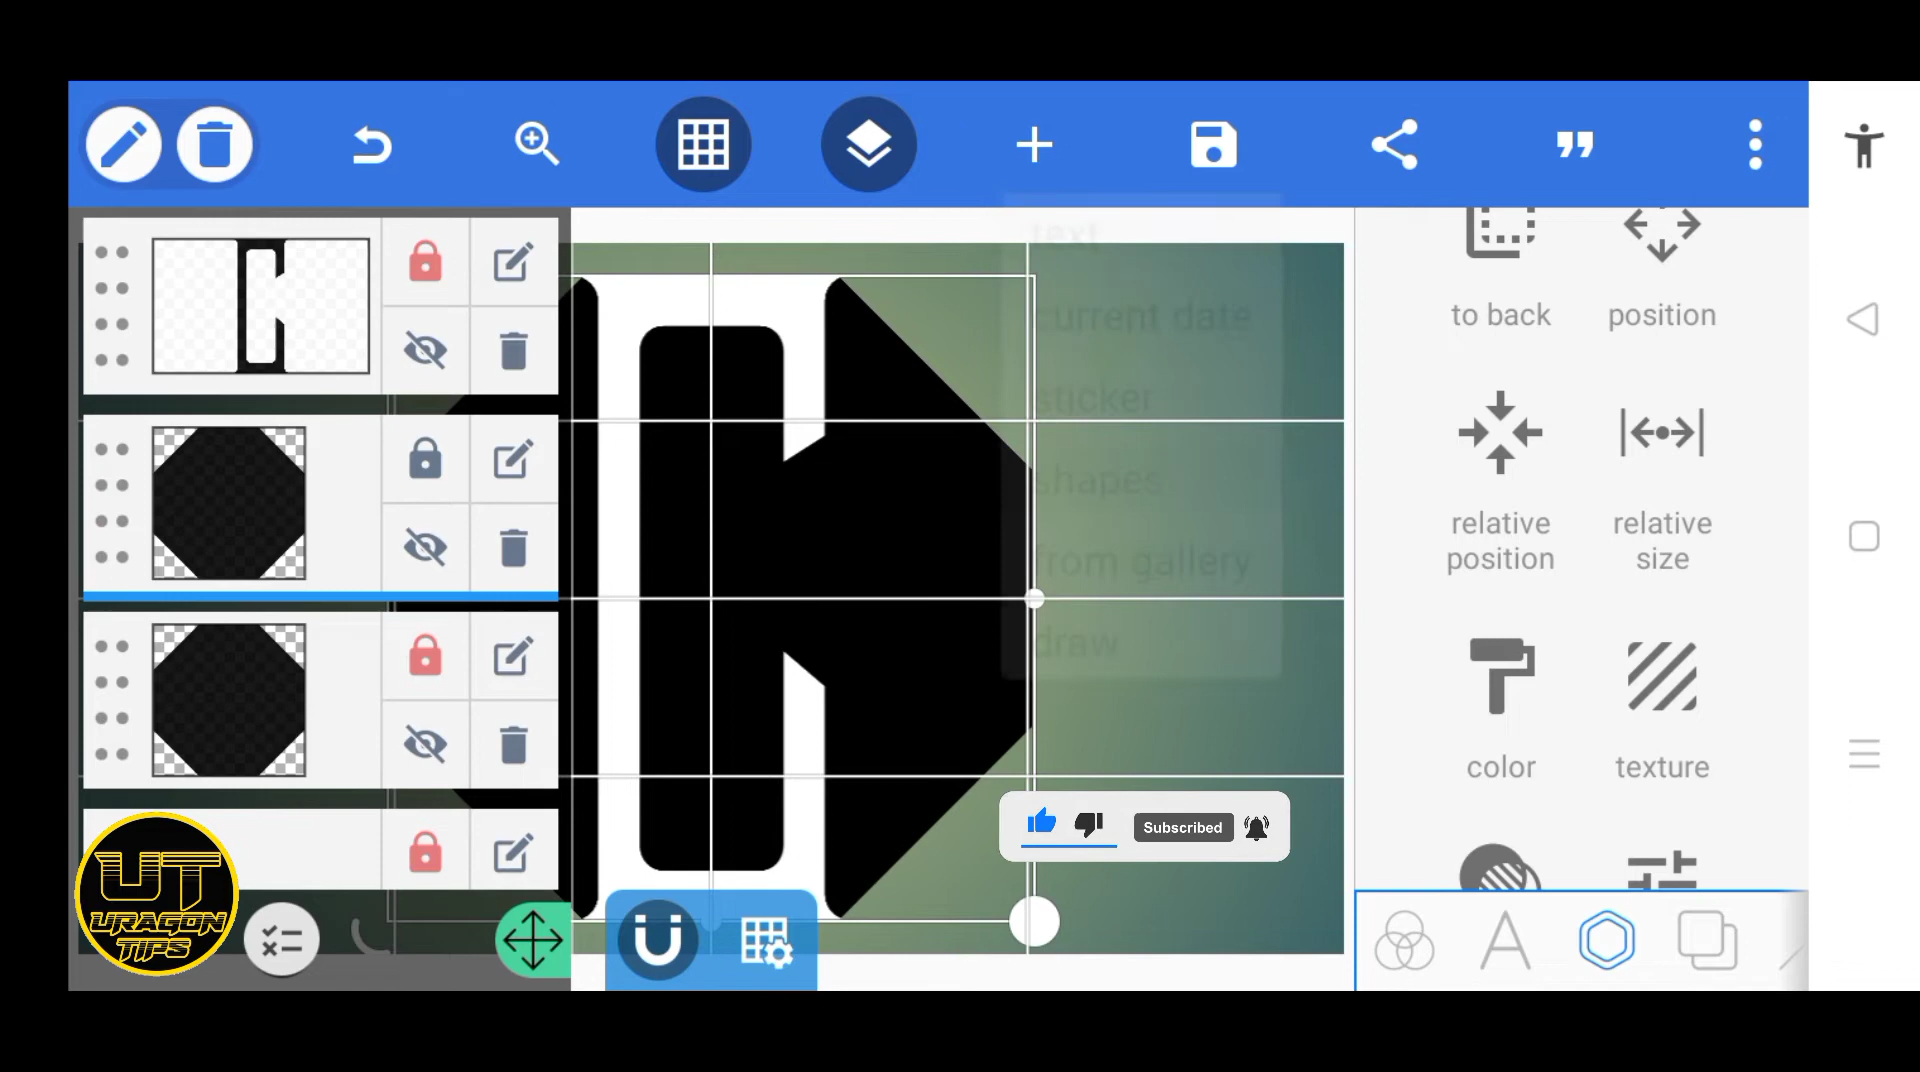 text
current date
sticker
shapes
from gallery
draw
to back
position
relative
position
relative
size
color
texture
Subscribed
UT
URAGON
TIPS